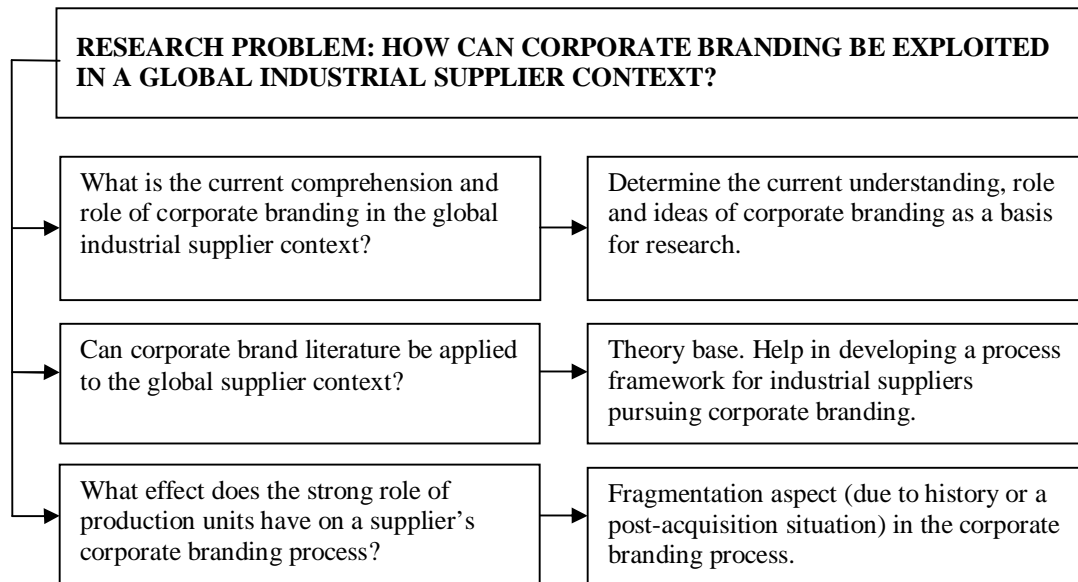 RESEARCH PROBLEM: HOW CAN CORPORATE BRANDING BE EXPLOITED
IN A GLOBAL INDUSTRIAL SUPPLIER CONTEXT?
What is the current comprehension and
role of corporate branding in the global
industrial supplier context?
Determine the current understanding, role
and ideas of corporate branding as a basis
for research.
Can corporate brand literature be applied
to the global supplier context?
Theory base. Help in developing a process
framework for industrial suppliers
pursuing corporate branding.
What effect does the strong role of
production units have on a supplier's
corporate branding process?
Fragmentation aspect (due to history or a
post-acquisition situation) in the corporate
branding process.